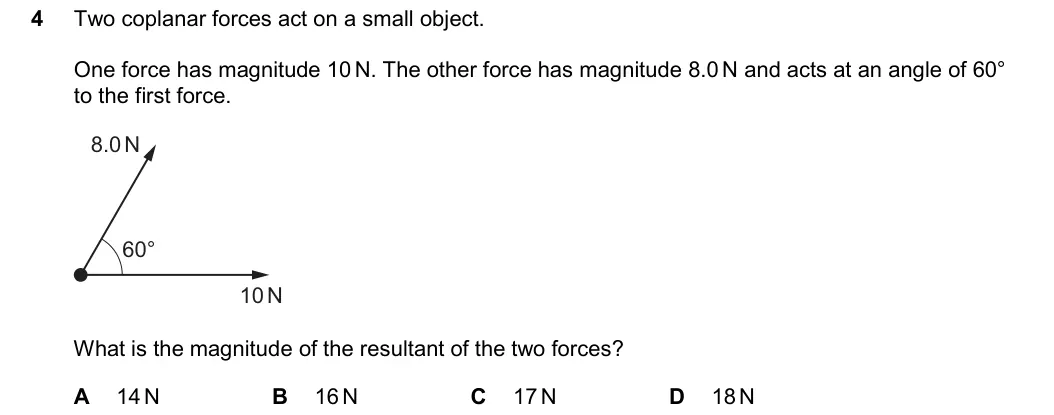 4 Two coplanar forces act on a small object.
One force has magnitude 10 N. The other force has magnitude 8.0 N and acts at an angle of 60°
to the first force.
8.0 N
60°
10 N
What is the magnitude of the resultant of the two forces?
A 14 N B 16 N C 17 N D 18 N